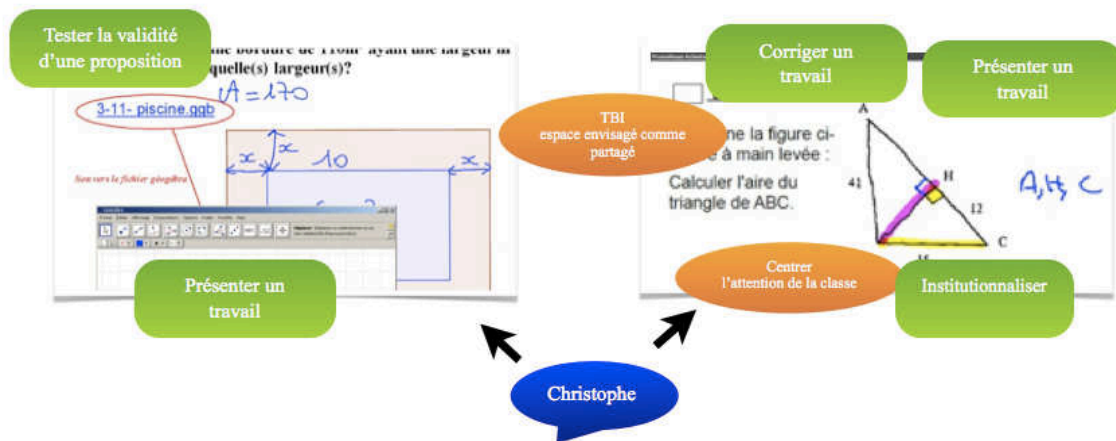 Tester la validité
d'une proposition
quelle(s) largeur(s)?
A=170
3-11- piscine.ggb
x
x
10
x
Présenter un
travail
TBI
espace envisagé comme
partagé
Corriger un
travail
Présenter un
travail
A
ne la figure ci-
à main levée :
Calculer l'aire du
triangle de ABC.
41
H
12
A, H, C
C
Centrer
l'attention de la classe
Institutionnaliser
Christophe